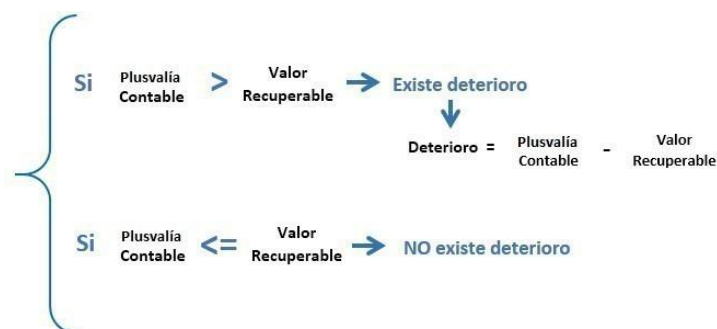 Si Plusvalía Contable > Valor Recuperable → Existe deterioro
↓
Deterioro = Plusvalía Contable - Valor Recuperable
Si Plusvalía Contable <= Valor Recuperable → NO existe deterioro